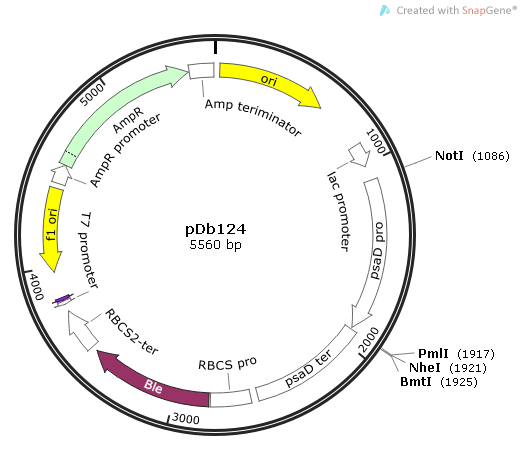 Created with SnapGene®
ori
Amp teriminator
AmpR
AmpR promoter
5000
1000
NotI (1086)
lac promoter
psaD pro
f1 ori
T7 promoter
pDb124
5560 bp
4000
RBCS2-ter
2000
PmlI (1917)
NheI (1921)
BmtI (1925)
psaD ter
RBCS pro
Ble
3000